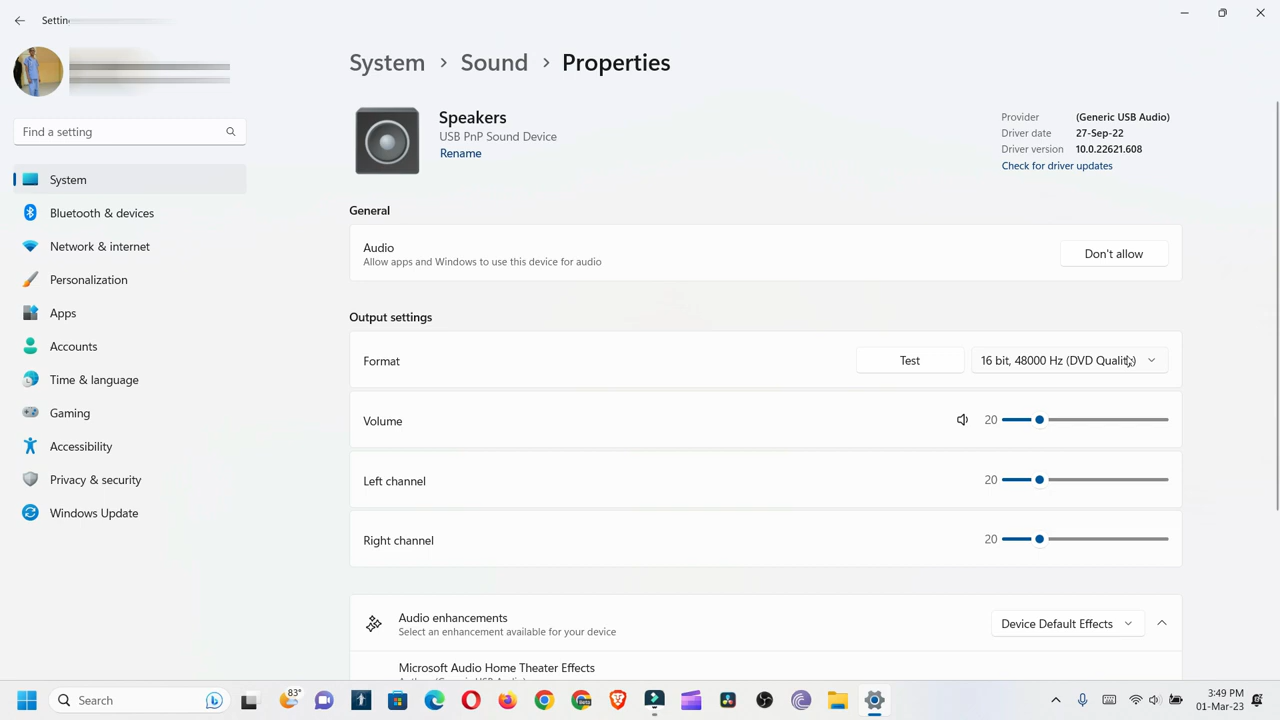 Settin
System > Sound > Properties
Speakers
USB PnP Sound Device
Rename
Provider (Generic USB Audio)
Driver date 27-Sep-22
Driver version 10.0.22621.608
Check for driver updates
Find a setting
System
Bluetooth & devices
Network & internet
Personalization
Apps
Accounts
Time & language
Gaming
Accessibility
Privacy & security
Windows Update
General
Audio
Allow apps and Windows to use this device for audio
Don't allow
Output settings
Format
Test
16 bit, 48000 Hz (DVD Quality)
Volume
20
Left channel
20
Right channel
20
Audio enhancements
Select an enhancement available for your device
Device Default Effects
Microsoft Audio Home Theater Effects
Search
83°
3:49 PM
01-Mar-23